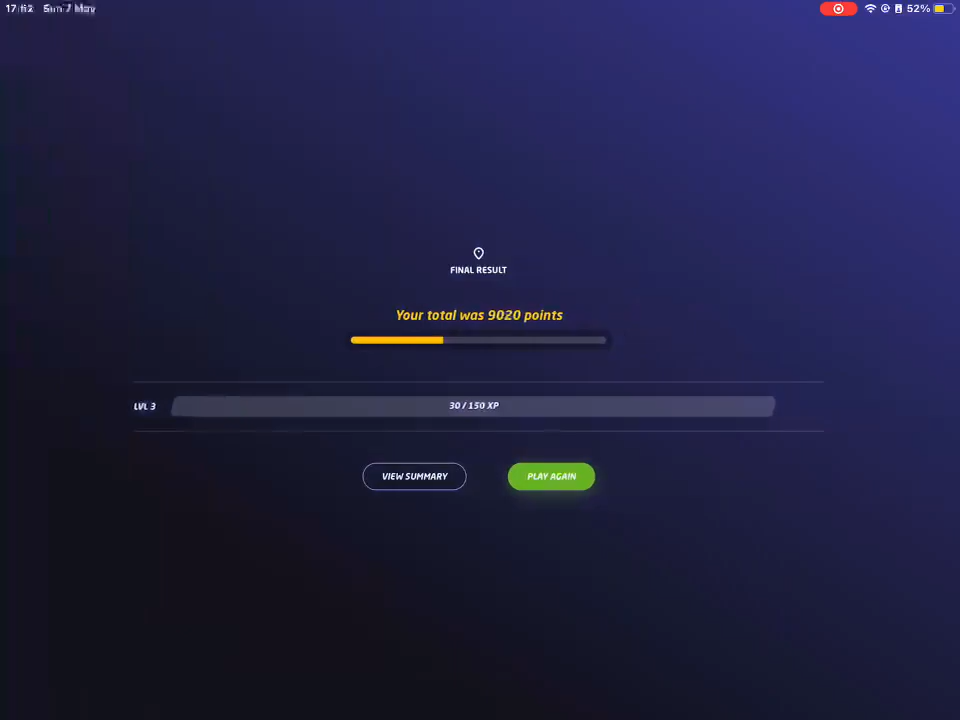 52%
FINAL RESULT
Your total was 9020 points
LVL 3
30 / 150 XP
VIEW SUMMARY
PLAY AGAIN